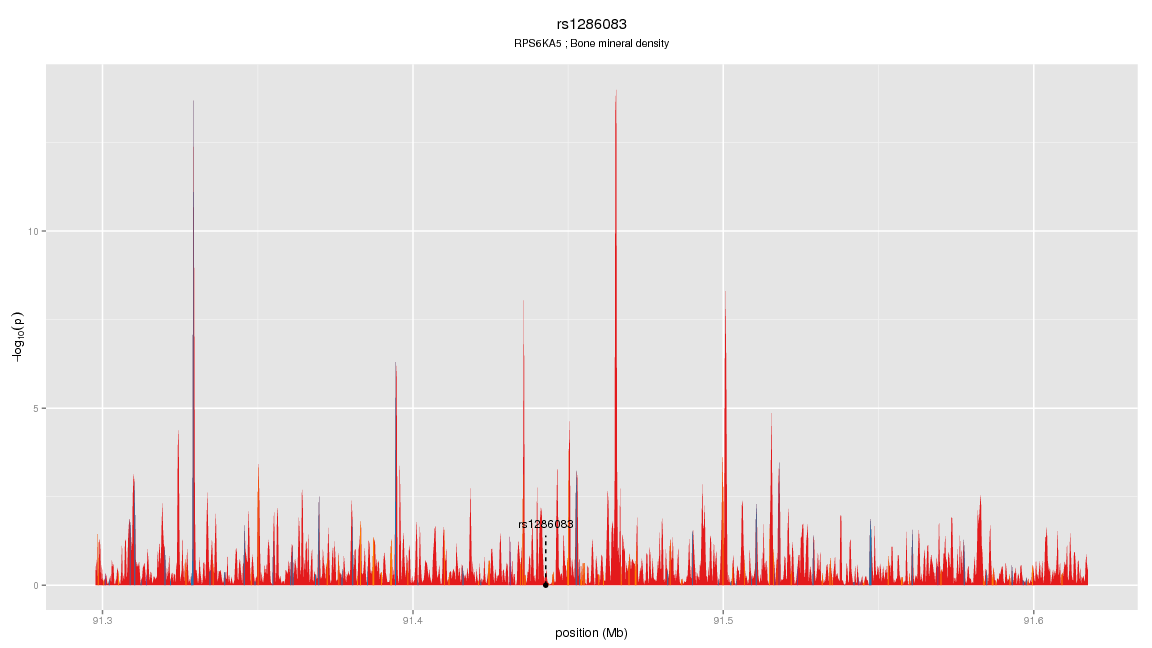 rs1286083
RPS6KA5 ; Bone mineral density
10
5
0
−log10(p)
rs1286083
91.3
91.4
91.5
91.6
position (Mb)